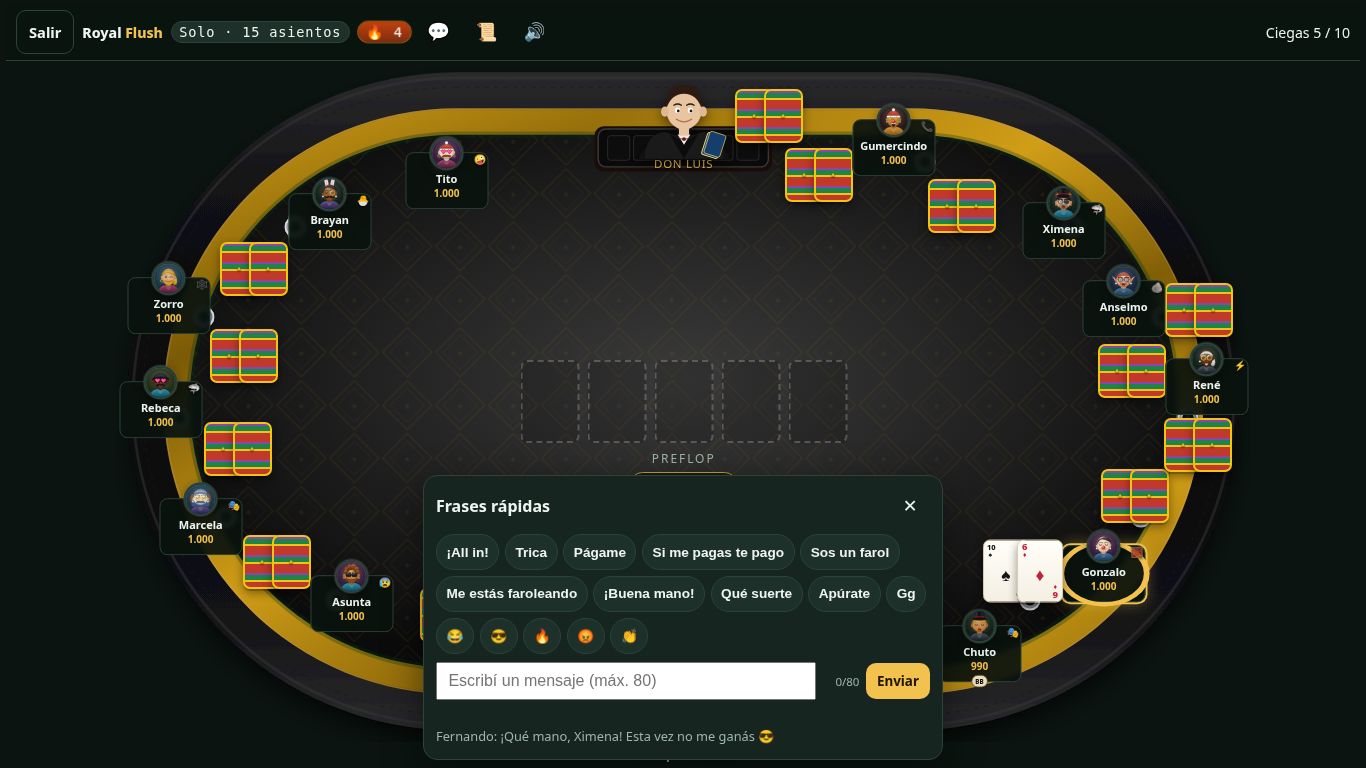 Salir Royal Flush Solo · 15 asientos 🔥 4 💬 📜 🔊 Ciegas 5 / 10
DON LUIS
Gumercindo
1.000
Tito
1.000
Brayan
1.000
Ximena
1.000
Zorro
1.000
Anselmo
1.000
René
1.000
Rebeca
1.000
PREFLOP
Marcela
1.000
Asunta
1.000
10
6
6
Gonzalo
1.000
Chuto
990
BB
Frases rápidas ✕
¡All in! Trica Págame Si me pagas te pago Sos un farol
Me estás faroleando ¡Buena mano! Qué suerte Apúrate Gg
😂 😎 🔥 😡 👏
Escribí un mensaje (máx. 80) 0/80 Enviar
Fernando: ¡Qué mano, Ximena! Esta vez no me ganás 😎